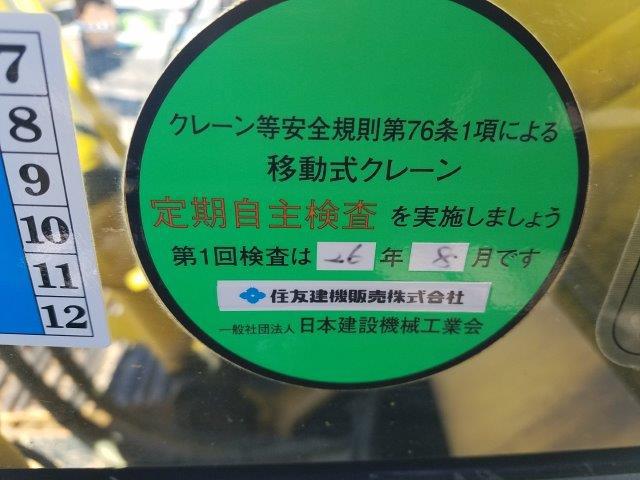 7
8
9
10
11
12
クレーン等安全規則第76条1項による
移動式クレーン
定期自主検査を実施しましょう
第1回検査は26年8月です
住友建機販売株式会社
一般社団法人日本建設機械工業会